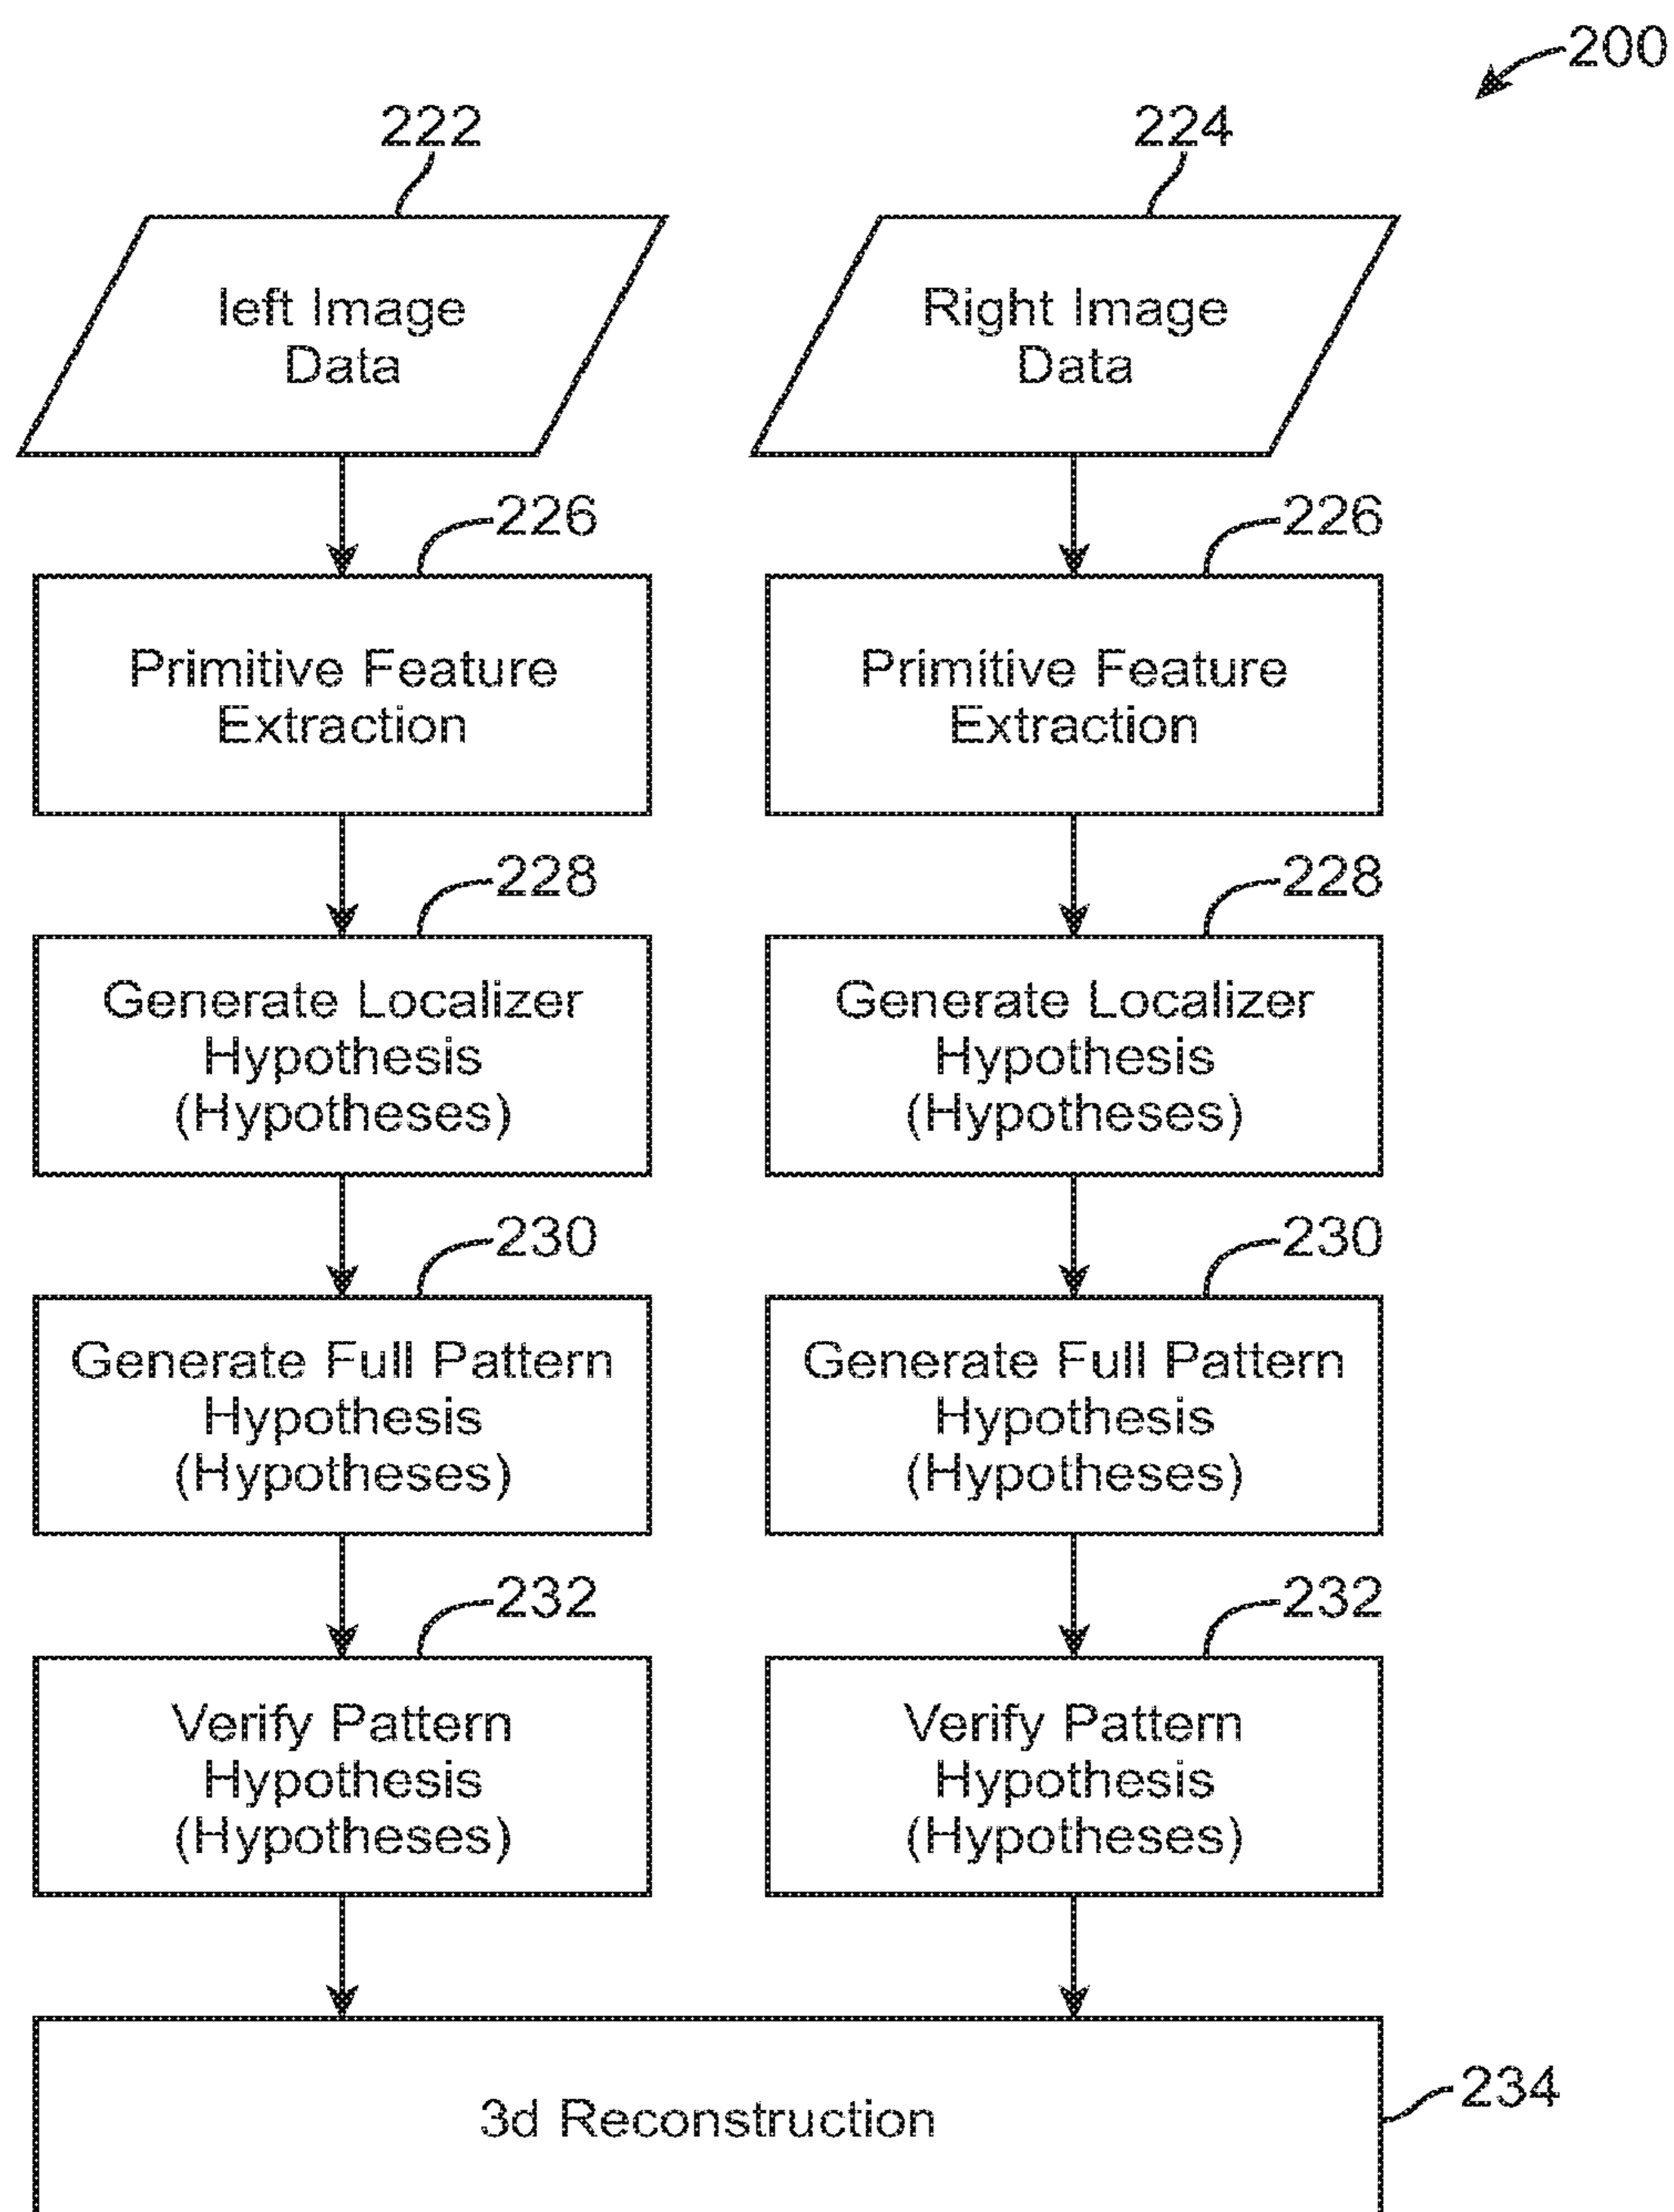 200
222
224
left Image
Data
Right Image
Data
226
226
Primitive Feature
Extraction
Primitive Feature
Extraction
228
228
Generate Localizer
Hypothesis
(Hypotheses)
Generate Localizer
Hypothesis
(Hypotheses)
230
230
Generate Full Pattern
Hypothesis
(Hypotheses)
Generate Full Pattern
Hypothesis
(Hypotheses)
232
232
Verify Pattern
Hypothesis
(Hypotheses)
Verify Pattern
Hypothesis
(Hypotheses)
3d Reconstruction
234